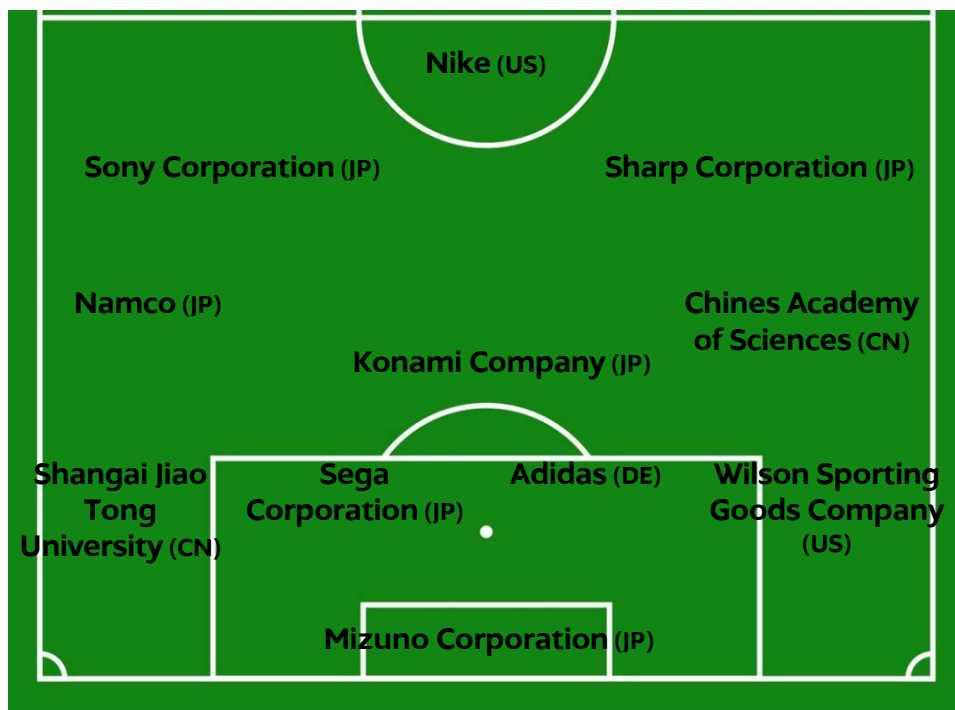 Nike (US)
Sony Corporation (JP)
Sharp Corporation (JP)
Namco (JP)
Chines Academy
of Sciences (CN)
Konami Company (JP)
Shangai Jiao
Tong
University (CN)
Sega
Corporation (JP)
Adidas (DE)
Wilson Sporting
Goods Company
(US)
Mizuno Corporation (JP)